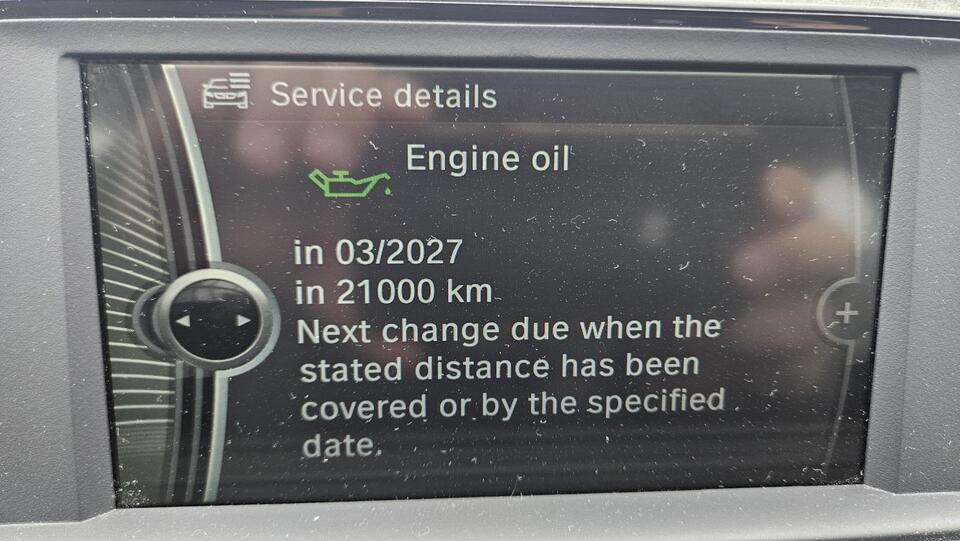 Service details
Engine oil
in 03/2027
in 21000 km
Next change due when the
stated distance has been
covered or by the specified
date.
+